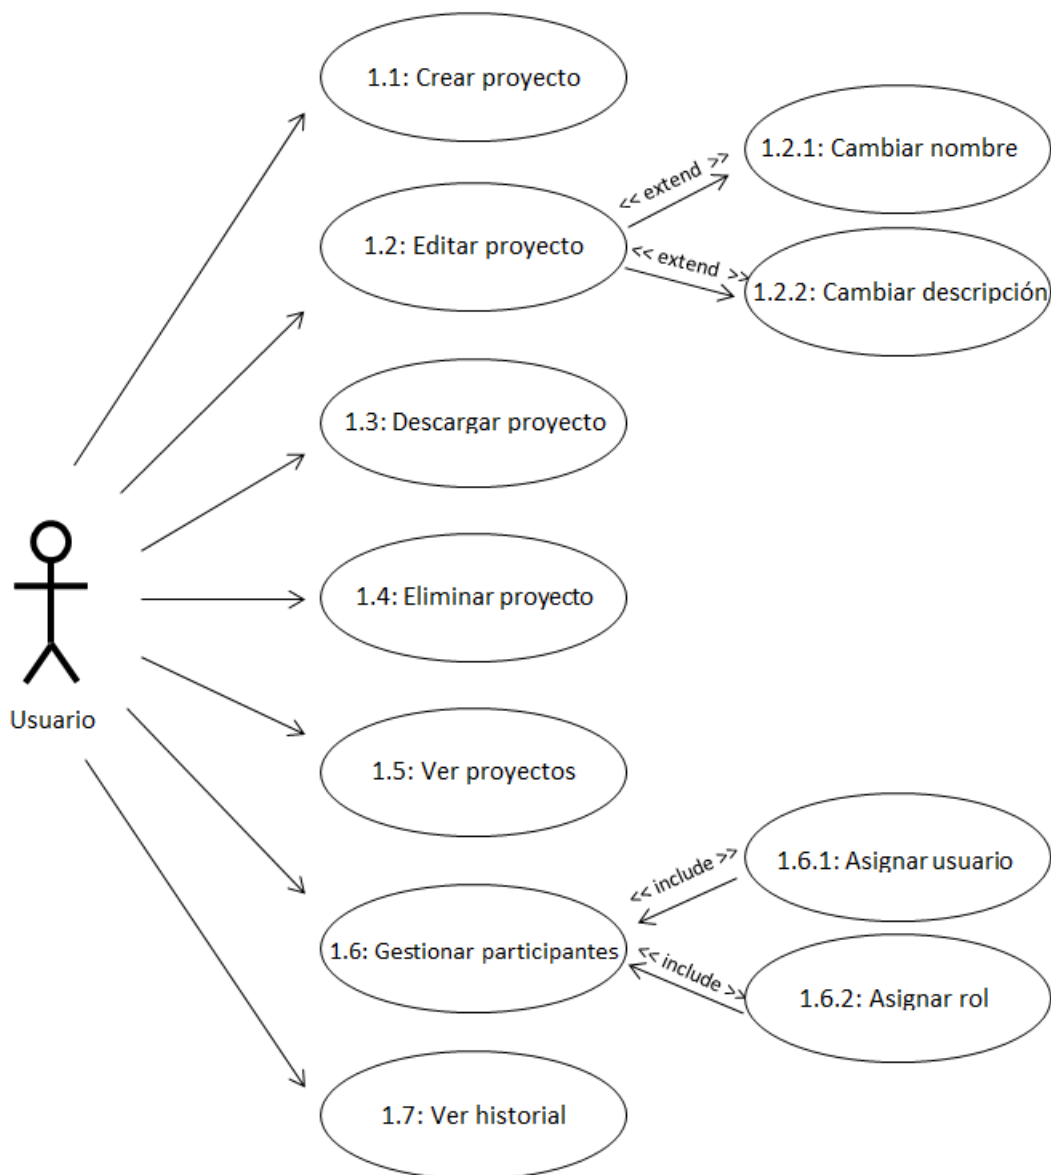 1.1: Crear proyecto
1.2: Editar proyecto
<< extend >>
1.2.1: Cambiar nombre
<< extend >>
1.2.2: Cambiar descripción
1.3: Descargar proyecto
1.4: Eliminar proyecto
Usuario
1.5: Ver proyectos
1.6: Gestionar participantes
<< include >>
1.6.1: Asignar usuario
<< include >>
1.6.2: Asignar rol
1.7: Ver historial